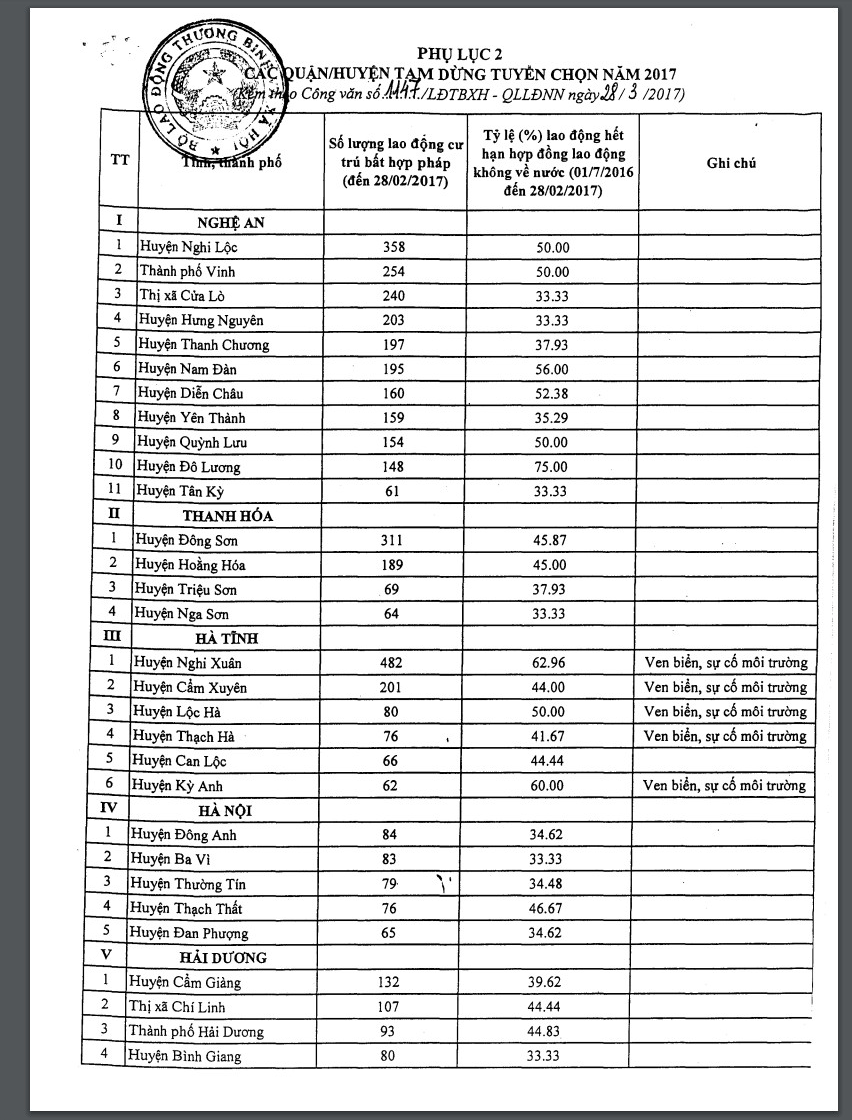 PHỤ LỤC 2
CÁC QUẬN/HUYỆN TẠM DỪNG TUYỂN CHỌN NĂM 2017
(Kèm theo Công văn số 1147/LĐTBXH - QLLĐNN ngày 28/3/2017)
BỘ LAO ĐỘNG THƯƠNG BINH XÃ HỘI
TT Tỉnh, thành phố Số lượng lao động cư trú bất hợp pháp (đến 28/02/2017) Tỷ lệ (%) lao động hết hạn hợp đồng lao động không về nước (01/7/2016 đến 28/02/2017) Ghi chú
I NGHỆ AN
1 Huyện Nghi Lộc 358 50.00
2 Thành phố Vinh 254 50.00
3 Thị xã Cửa Lò 240 33.33
4 Huyện Hưng Nguyên 203 33.33
5 Huyện Thanh Chương 197 37.93
6 Huyện Nam Đàn 195 56.00
7 Huyện Diễn Châu 160 52.38
8 Huyện Yên Thành 159 35.29
9 Huyện Quỳnh Lưu 154 50.00
10 Huyện Đô Lương 148 75.00
11 Huyện Tân Kỳ 61 33.33
II THANH HÓA
1 Huyện Đông Sơn 311 45.87
2 Huyện Hoằng Hóa 189 45.00
3 Huyện Triệu Sơn 69 37.93
4 Huyện Nga Sơn 64 33.33
III HÀ TĨNH
1 Huyện Nghi Xuân 482 62.96 Ven biển, sự cố môi trường
2 Huyện Cẩm Xuyên 201 44.00 Ven biển, sự cố môi trường
3 Huyện Lộc Hà 80 50.00 Ven biển, sự cố môi trường
4 Huyện Thạch Hà 76 41.67 Ven biển, sự cố môi trường
5 Huyện Can Lộc 66 44.44
6 Huyện Kỳ Anh 62 60.00 Ven biển, sự cố môi trường
IV HÀ NỘI
1 Huyện Đông Anh 84 34.62
2 Huyện Ba Vì 83 33.33
3 Huyện Thường Tín 79 34.48
4 Huyện Thạch Thất 76 46.67
5 Huyện Đan Phượng 65 34.62
V HẢI DƯƠNG
1 Huyện Cẩm Giàng 132 39.62
2 Thị xã Chí Linh 107 44.44
3 Thành phố Hải Dương 93 44.83
4 Huyện Bình Giang 80 33.33